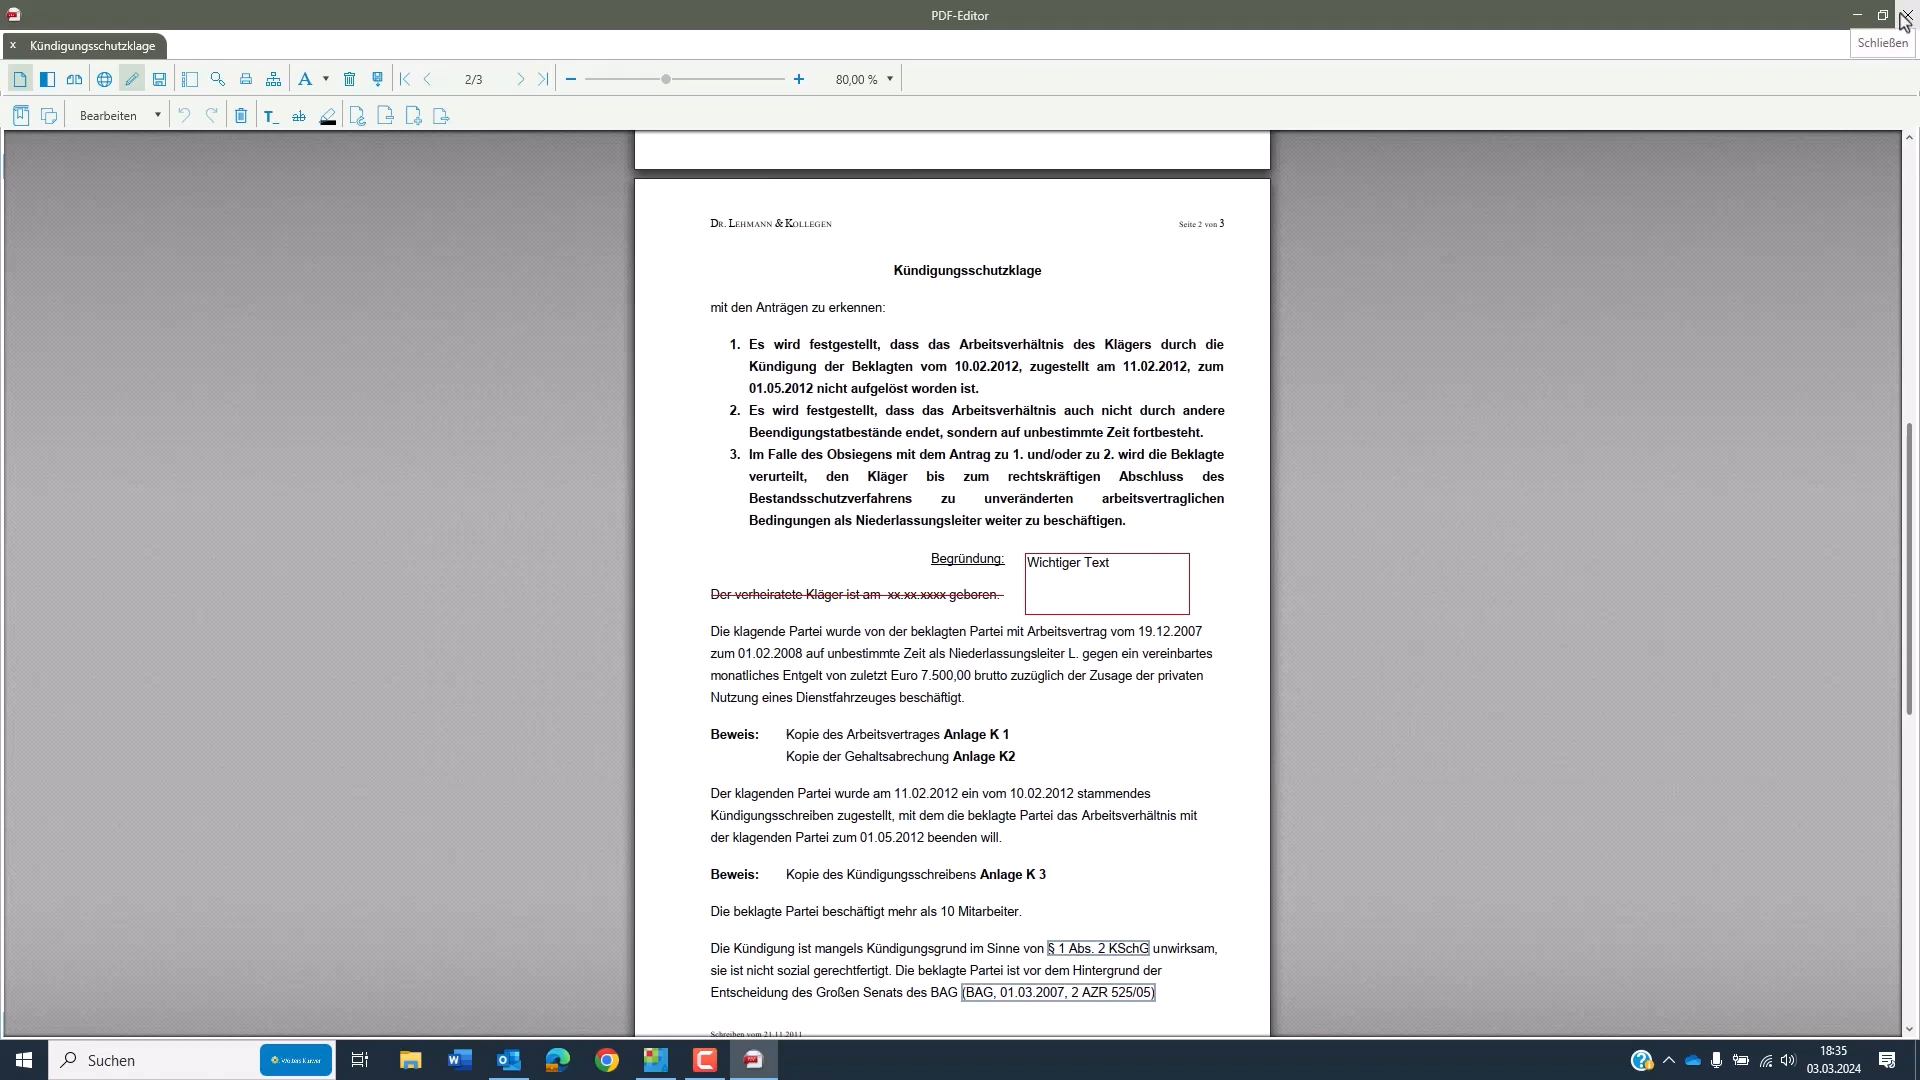 PDF-Editor
x Kündigungsschutzklage
Schließen
A 2/3 80,00 %
Bearbeiten T_ ab
DR. LEHMANN & KOLLEGEN Seite 2 von 3
Kündigungsschutzklage
mit den Anträgen zu erkennen:
1. Es wird festgestellt, dass das Arbeitsverhältnis des Klägers durch die
Kündigung der Beklagten vom 10.02.2012, zugestellt am 11.02.2012, zum
01.05.2012 nicht aufgelöst worden ist.
2. Es wird festgestellt, dass das Arbeitsverhältnis auch nicht durch andere
Beendigungstatbestände endet, sondern auf unbestimmte Zeit fortbesteht.
3. Im Falle des Obsiegens mit dem Antrag zu 1. und/oder zu 2. wird die Beklagte
verurteilt, den Kläger bis zum rechtskräftigen Abschluss des
Bestandsschutzverfahrens zu unveränderten arbeitsvertraglichen
Bedingungen als Niederlassungsleiter weiter zu beschäftigen.
Begründung:
Wichtiger Text
Der verheiratete Kläger ist am xx.xx.xxxx geboren.
Die klagende Partei wurde von der beklagten Partei mit Arbeitsvertrag vom 19.12.2007
zum 01.02.2008 auf unbestimmte Zeit als Niederlassungsleiter L. gegen ein vereinbartes
monatliches Entgelt von zuletzt Euro 7.500,00 brutto zuzüglich der Zusage der privaten
Nutzung eines Dienstfahrzeuges beschäftigt.
Beweis: Kopie des Arbeitsvertrages Anlage K 1
Kopie der Gehaltsabrechung Anlage K2
Der klagenden Partei wurde am 11.02.2012 ein vom 10.02.2012 stammendes
Kündigungsschreiben zugestellt, mit dem die beklagte Partei das Arbeitsverhältnis mit
der klagenden Partei zum 01.05.2012 beenden will.
Beweis: Kopie des Kündigungsschreibens Anlage K 3
Die beklagte Partei beschäftigt mehr als 10 Mitarbeiter.
Die Kündigung ist mangels Kündigungsgrund im Sinne von § 1 Abs. 2 KSchG unwirksam,
sie ist nicht sozial gerechtfertigt. Die beklagte Partei ist vor dem Hintergrund der
Entscheidung des Großen Senats des BAG (BAG, 01.03.2007, 2 AZR 525/05)
Schreiben vom 21.11.2011
Suchen
Wolters Kluwer
18:35
03.03.2024